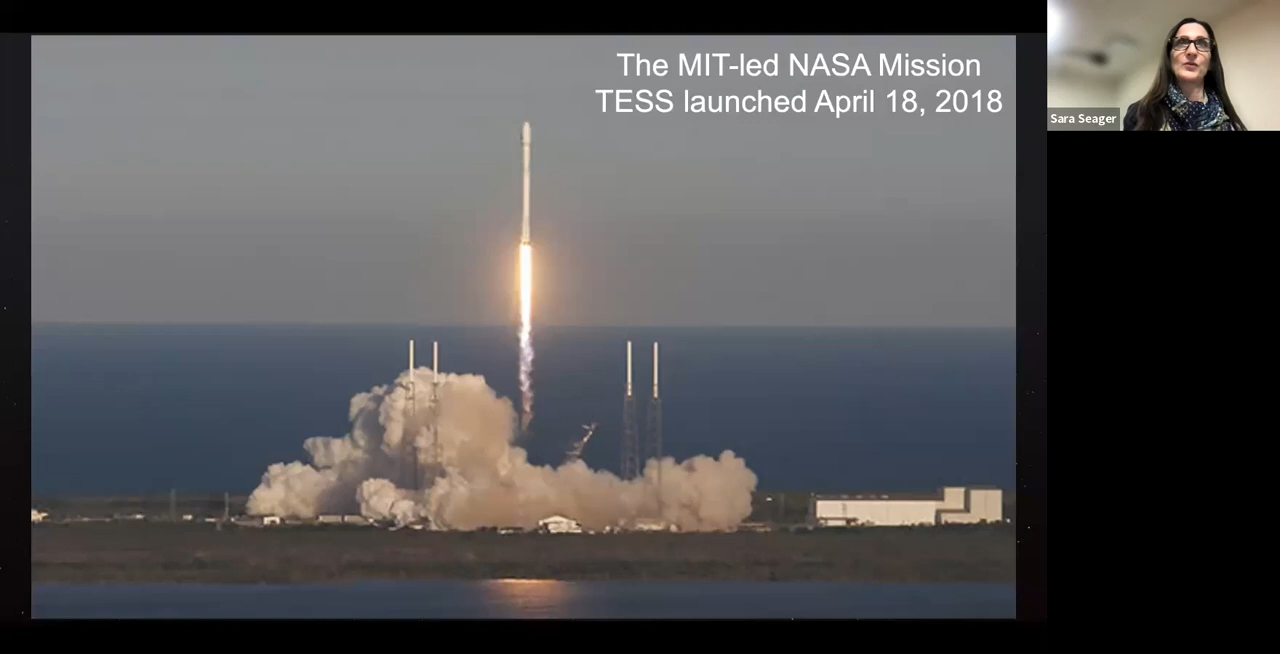 The MIT-led NASA Mission
TESS launched April 18, 2018
Sara Seager